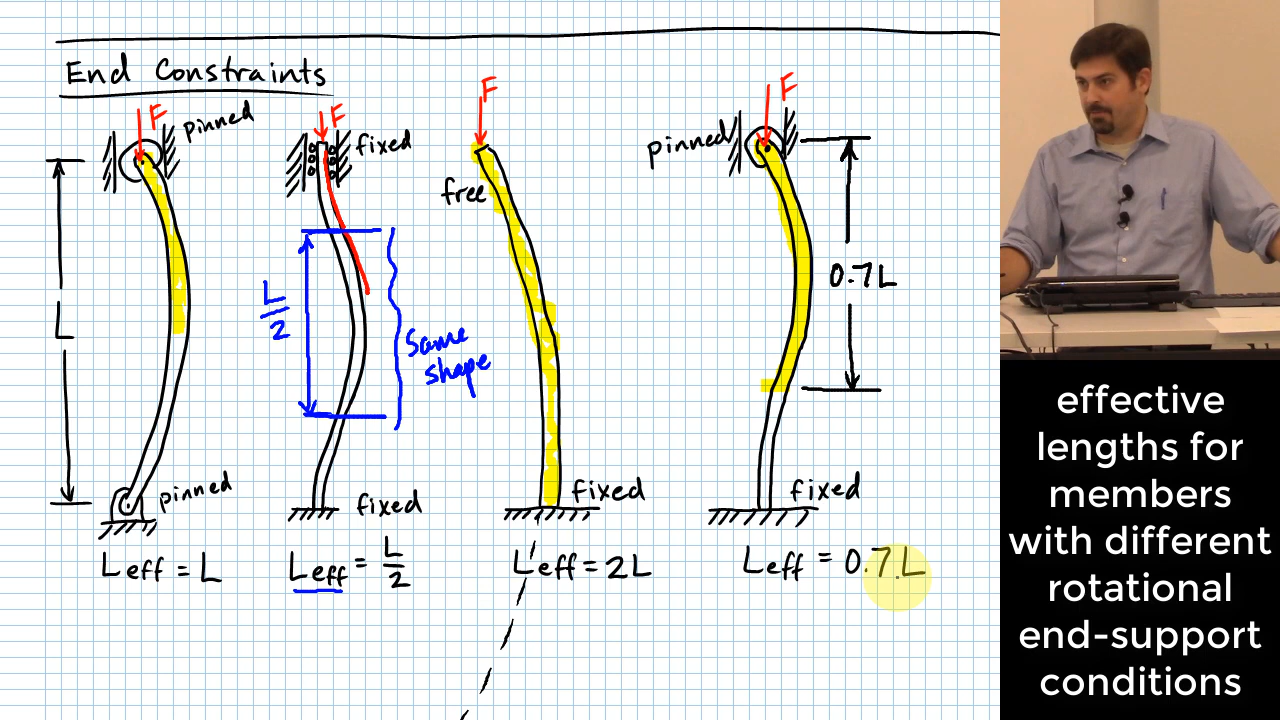 End Constraints
F
pinned
L
pinned
Leff = L
F
fixed
L
2
Same
shape
fixed
Leff = L
2
F
free
fixed
Leff = 2L
F
pinned
0.7L
fixed
Leff = 0.7L
effective
lengths for
members
with different
rotational
end-support
conditions